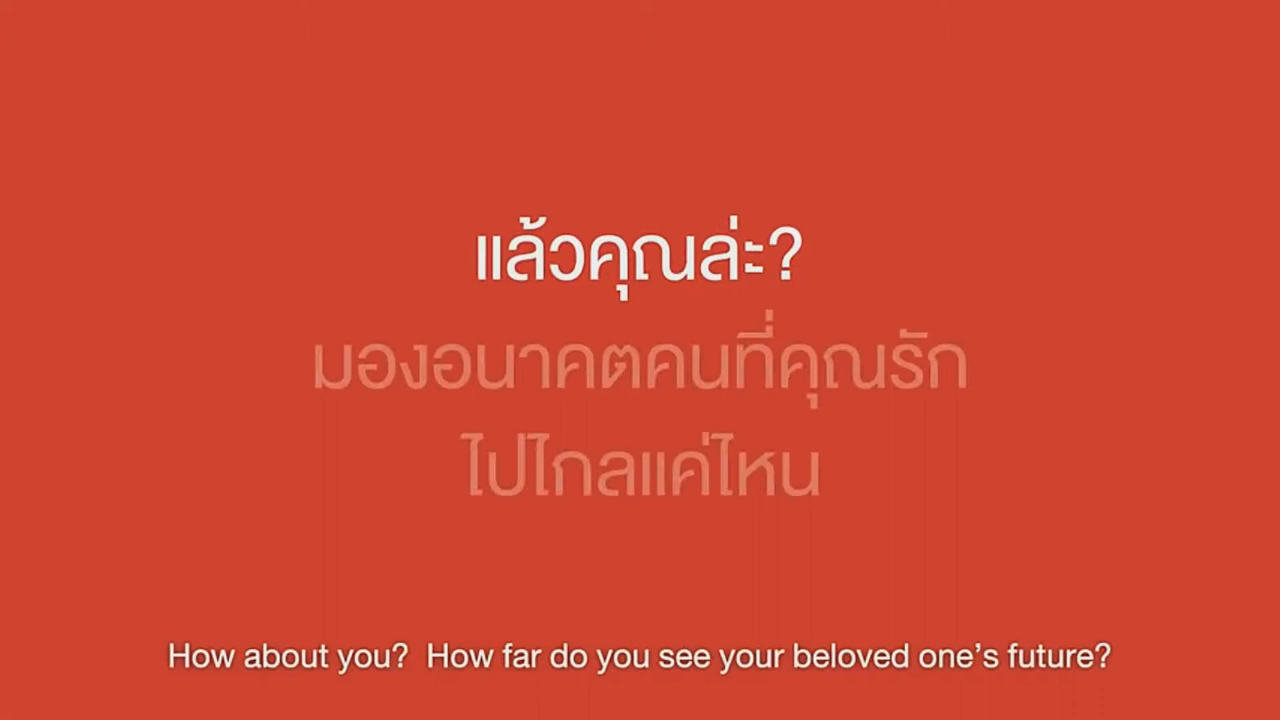 แล้วคุณล่ะ?
มองอนาคตคนที่คุณรัก
ไปไกลแค่ไหน
How about you?  How far do you see your beloved one’s future?